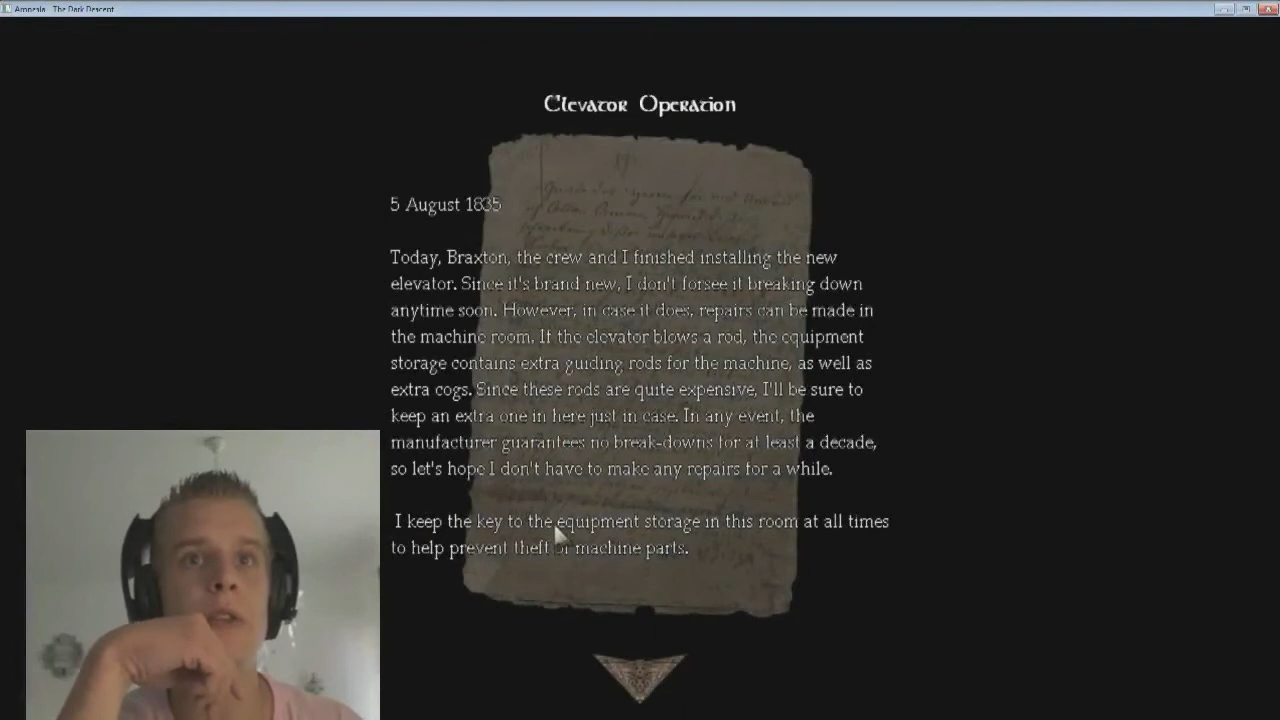 Amnesia - The Dark Descent
Elevator Operation
5 August 1835
Today, Braxton, the crew and I finished installing the new
elevator. Since it's brand new, I don't forsee it breaking down
anytime soon. However, in case it does, repairs can be made in
the machine room. If the elevator blows a rod, the equipment
storage contains extra guiding rods for the machine, as well as
extra cogs. Since these rods are quite expensive, I'll be sure to
keep an extra one in here just in case. In any event, the
manufacturer guarantees no break-downs for at least a decade,
so let's hope I don't have to make any repairs for a while.
I keep the key to the equipment storage in this room at all times
to help prevent theft of machine parts.